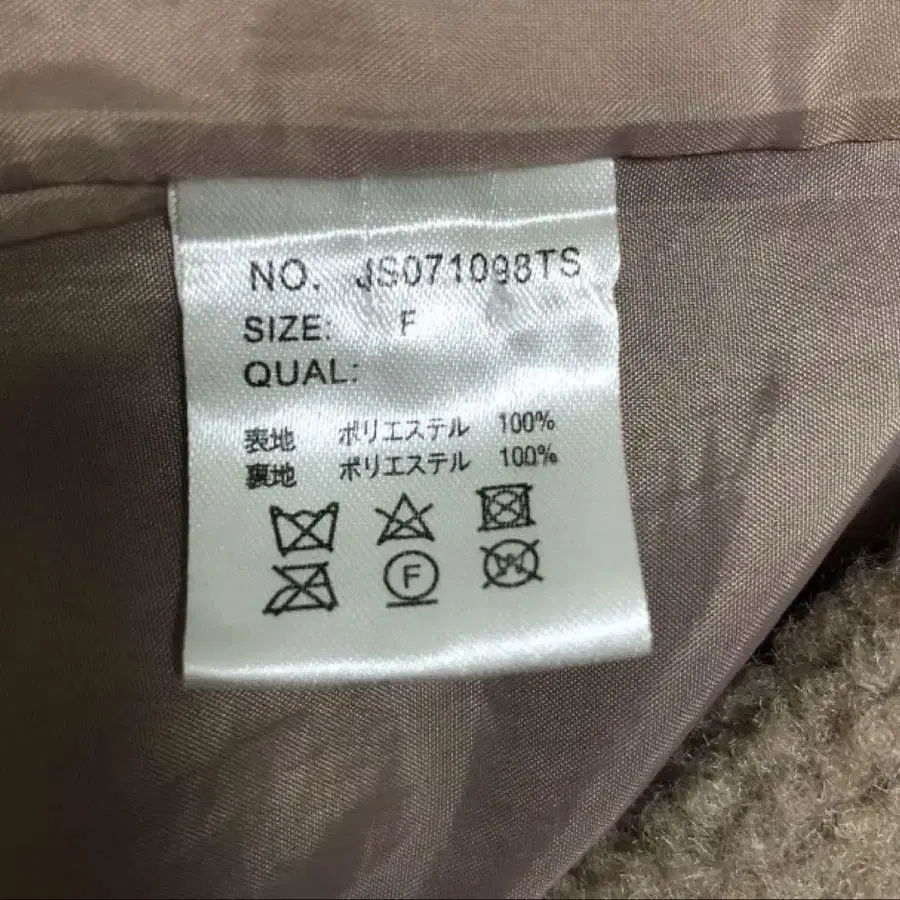 NO. JS071098TS
SIZE: F
QUAL:
表地 ポリエステル 100%
裏地 ポリエステル 100%
F
W